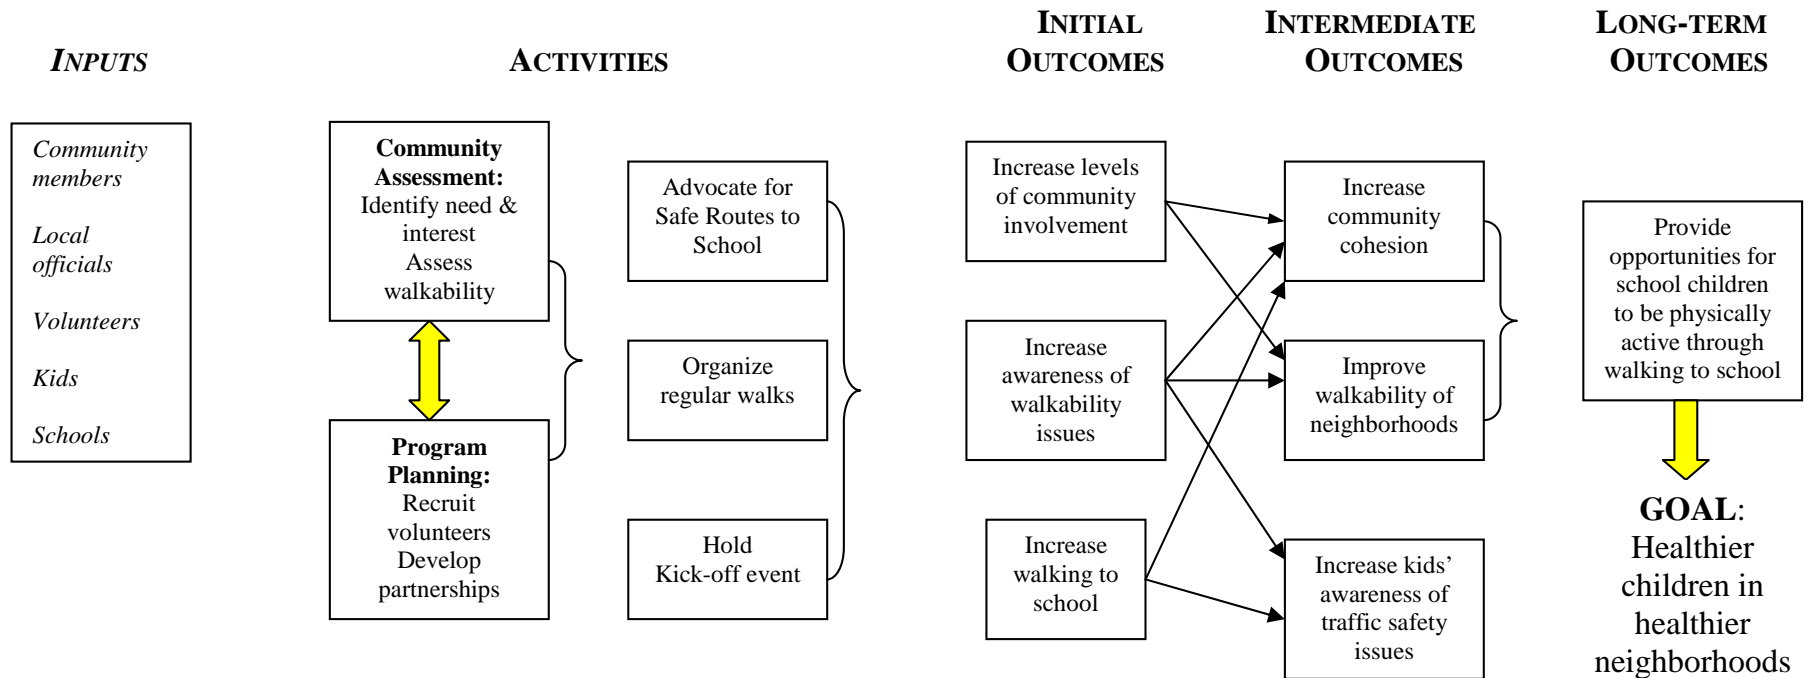 INPUTS
ACTIVITIES
INITIAL
OUTCOMES
INTERMEDIATE
OUTCOMES
LONG-TERM
OUTCOMES
Community
members
Local
officials
Volunteers
Kids
Schools
Community
Assessment:
Identify need &
interest
Assess
walkability
Program
Planning:
Recruit
volunteers
Develop
partnerships
Advocate for
Safe Routes to
School
Organize
regular walks
Hold
Kick-off event
Increase levels
of community
involvement
Increase
awareness of
walkability
issues
Increase
walking to
school
Increase
community
cohesion
Improve
walkability of
neighborhoods
Increase kids’
awareness of
traffic safety
issues
Provide
opportunities for
school children
to be physically
active through
walking to school
GOAL:
Healthier
children in
healthier
neighborhoods